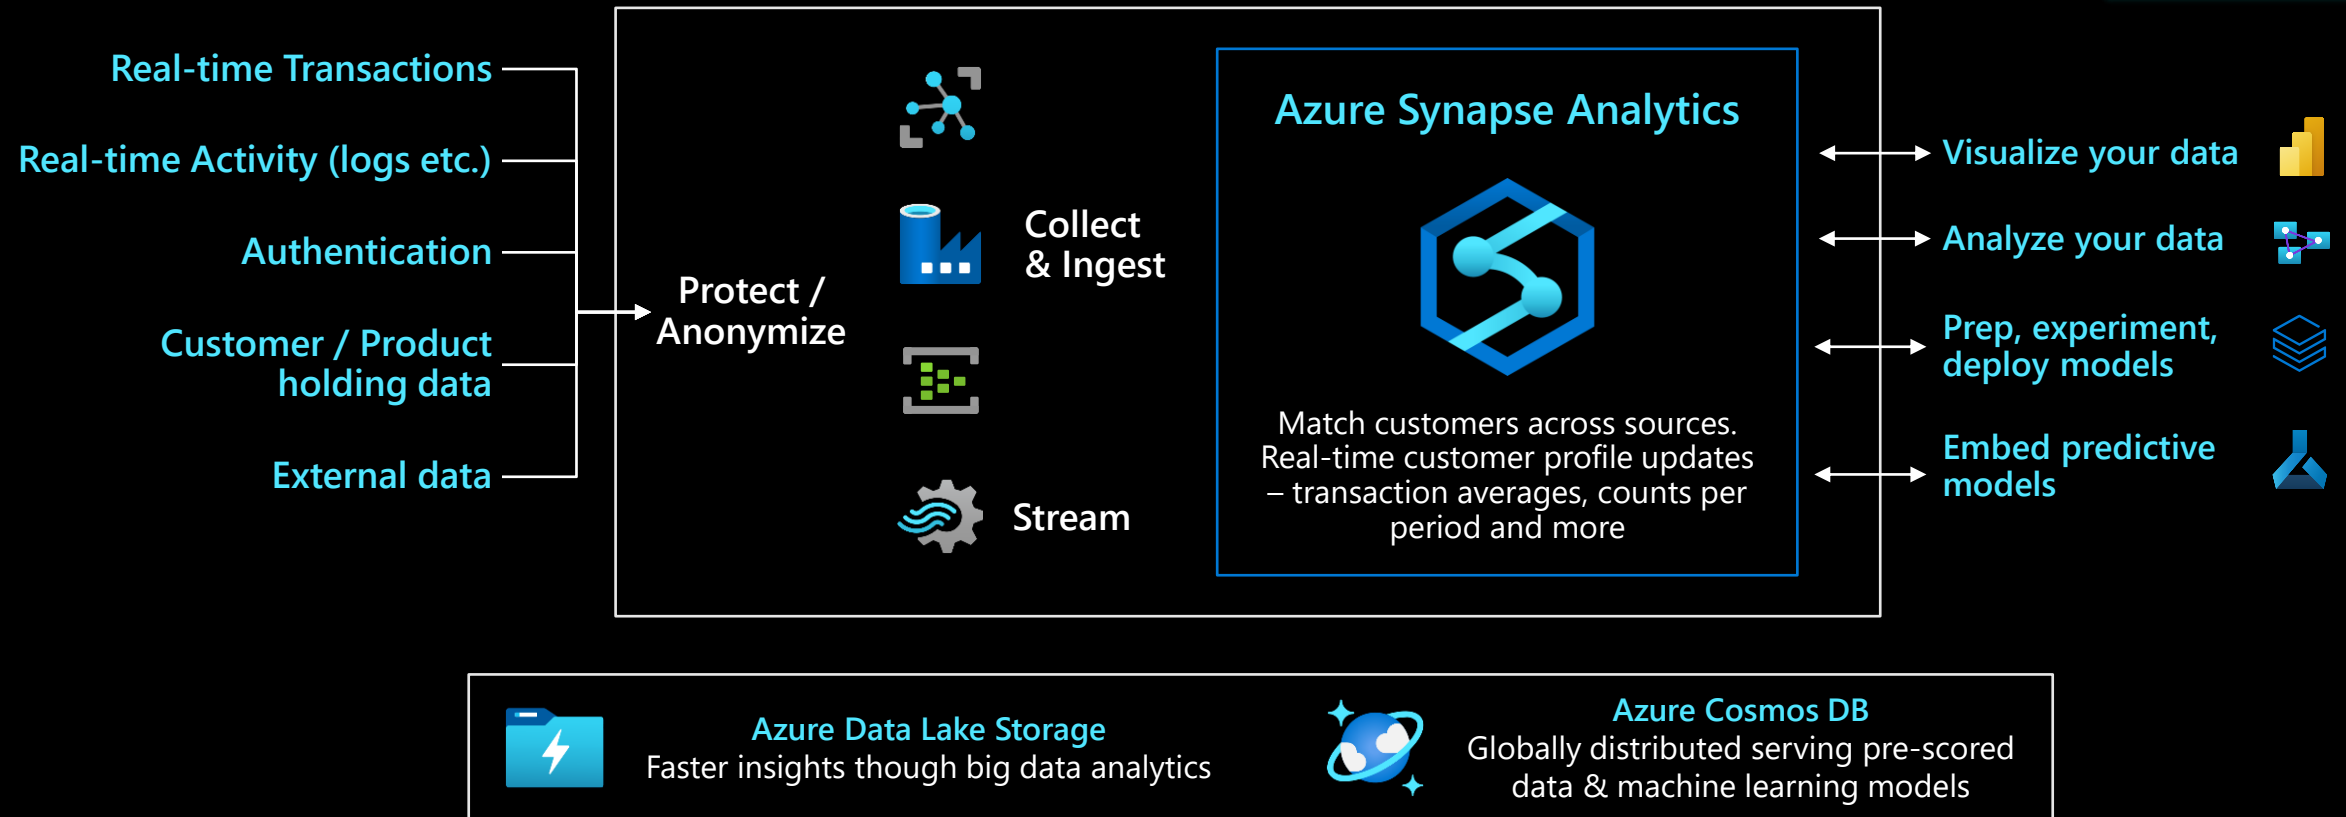 Real-time Transactions
Real-time Activity (logs etc.)
Authentication
Customer / Product
holding data
External data
Protect /
Anonymize
Collect
& Ingest
Stream
Azure Synapse Analytics
Match customers across sources.
Real-time customer profile updates
– transaction averages, counts per
period and more
Visualize your data
Analyze your data
Prep, experiment,
deploy models
Embed predictive
models
Azure Data Lake Storage
Faster insights though big data analytics
Azure Cosmos DB
Globally distributed serving pre-scored
data & machine learning models